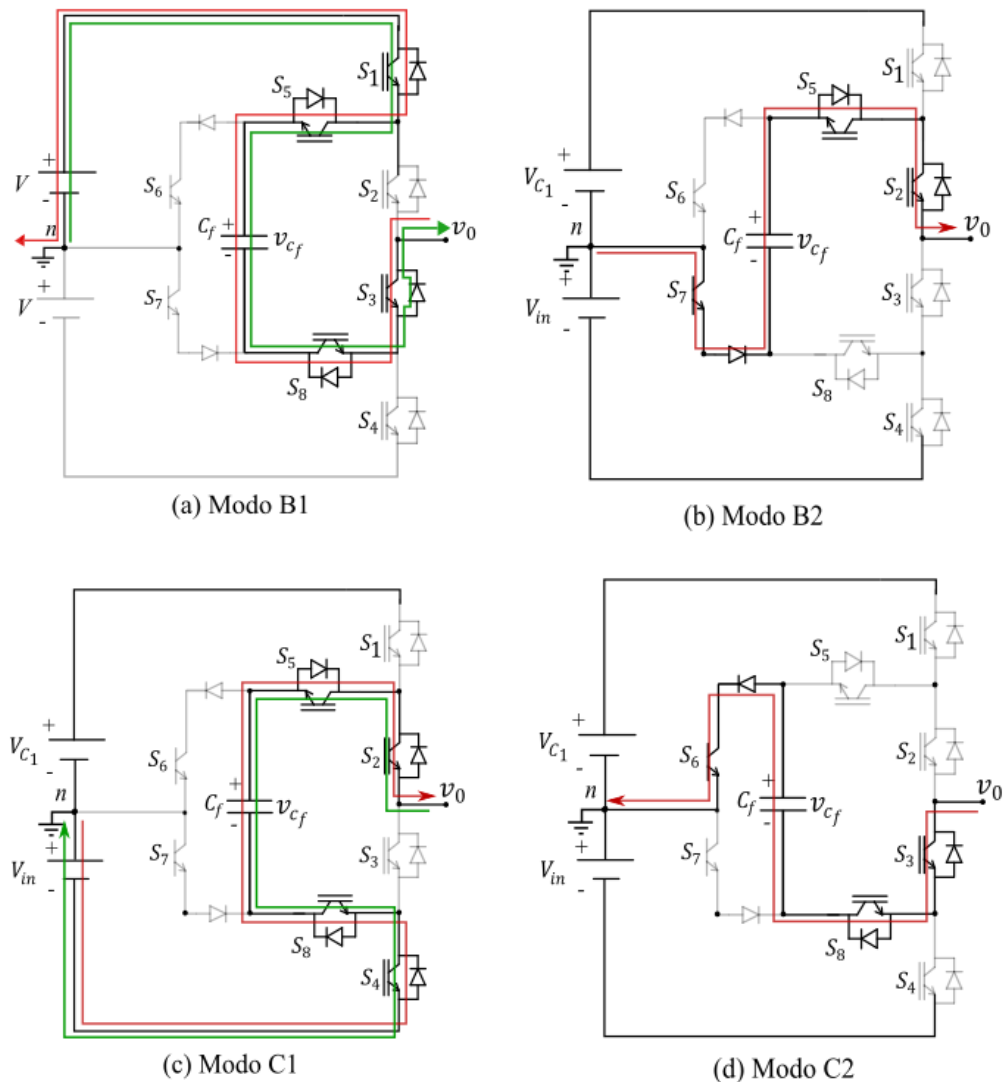 S1
S5
+
V
-
S6
S2
n
Cf
+
-
vcf
v0
+
V
-
S7
S3
S8
S4
(a) Modo B1
S1
S5
+
VC1
-
S6
S2
n
Cf
+
-
vcf
v0
+
Vin
-
S7
S3
S8
S4
(b) Modo B2
S1
S5
+
VC1
-
S6
S2
n
Cf
+
-
vcf
v0
+
Vin
-
S7
S3
S8
S4
(c) Modo C1
S1
S5
+
VC1
-
S6
S2
n
Cf
+
-
vcf
v0
+
Vin
-
S7
S3
S8
S4
(d) Modo C2